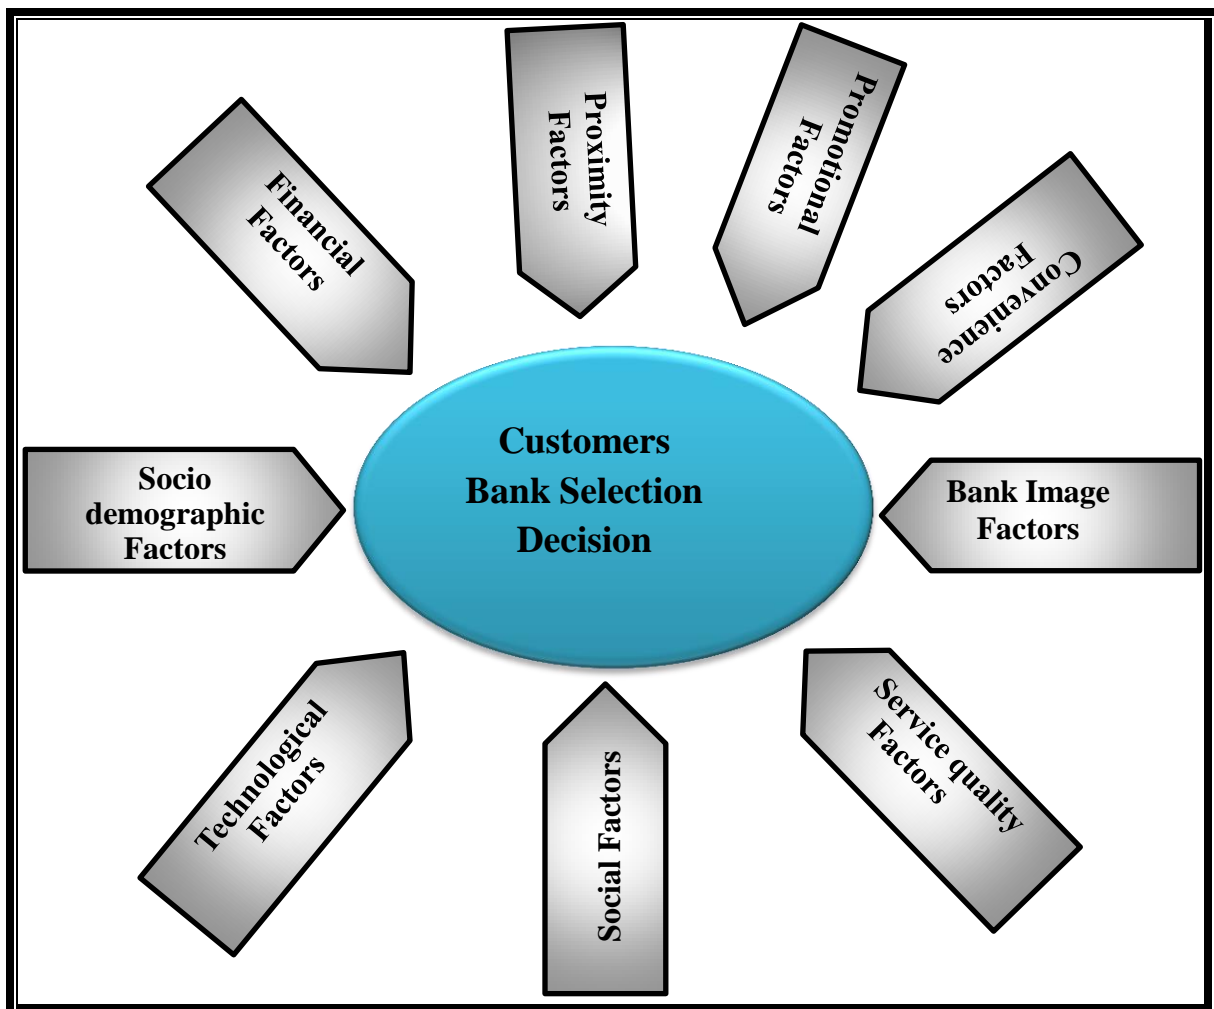 Proximity
Factors
Promotional
Factors
Financial
Factors
Convenience
Factors
Customers
Bank Selection
Decision
Socio
demographic
Factors
Bank Image
Factors
Technological
Factors
Social Factors
Service quality
Factors